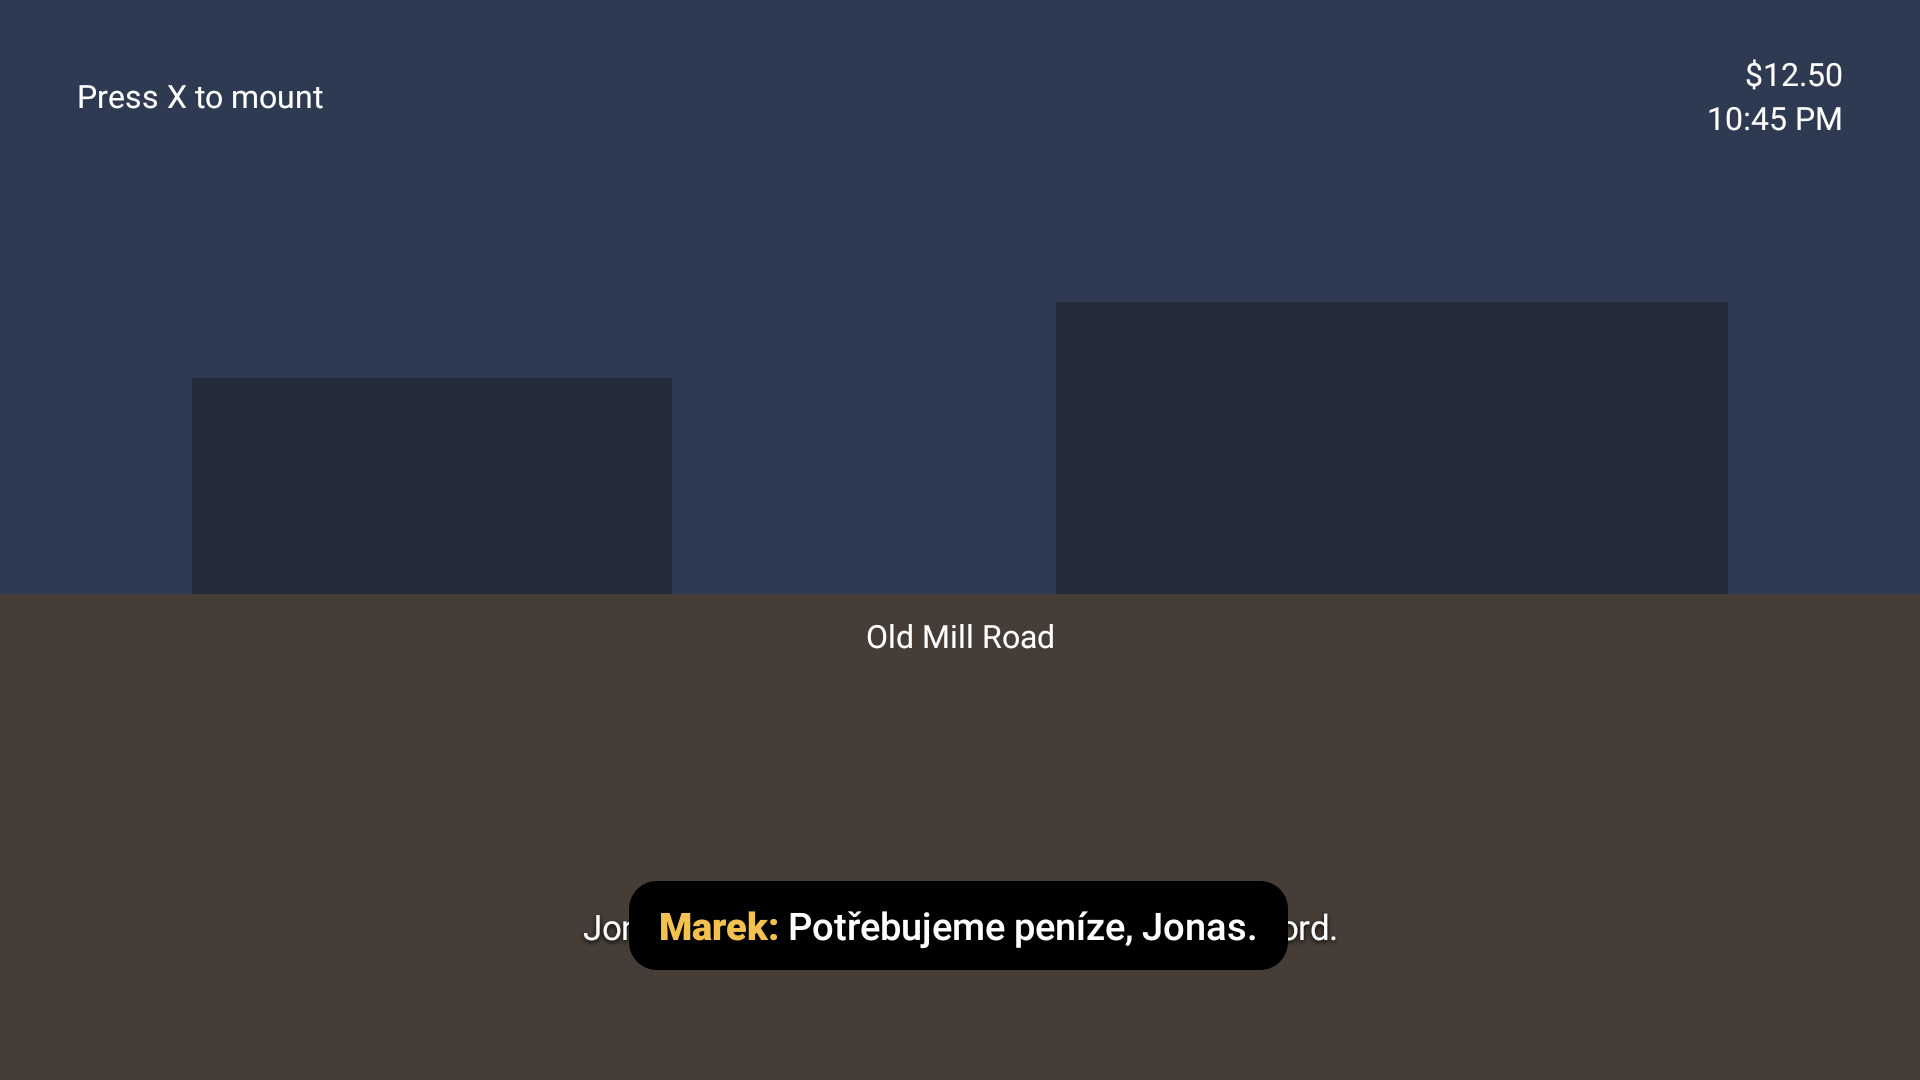 Press X to mount
$12.50
10:45 PM
Old Mill Road
Marek: Potřebujeme peníze, Jonas.